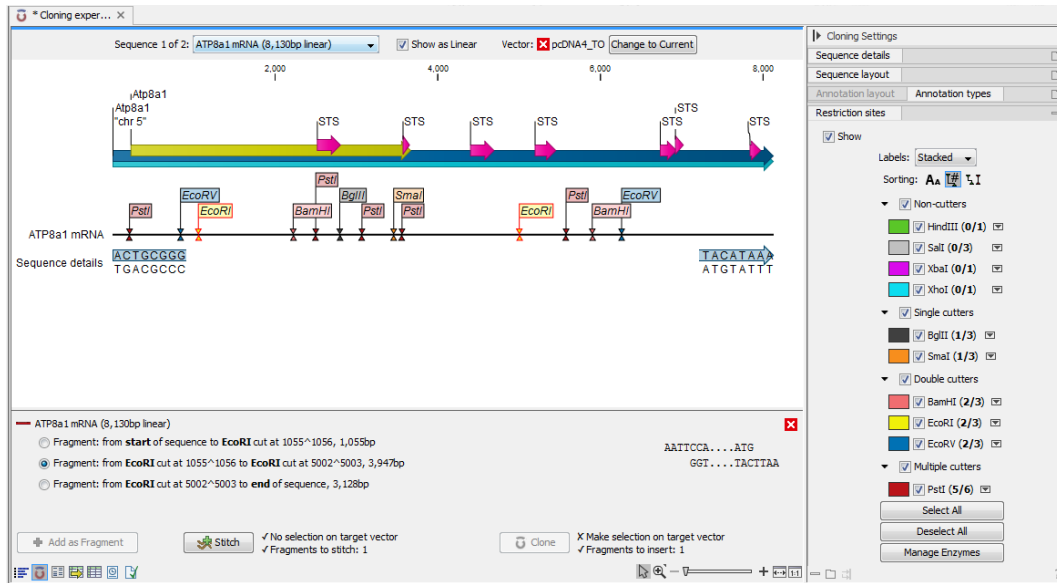 * Cloning exper... ×
Sequence 1 of 2: ATP8a1 mRNA (8,130bp linear) Show as Linear Vector: pcDNA4_TO Change to Current
2,000 4,000 6,000 8,000
Atp8a1
Atp8a1
"chr 5" STS STS STS STS STS STS STS
PstI
EcoRV BglII SmaI PstI EcoRV
PstI EcoRI BamHI PstI PstI EcoRI BamHI
ATP8a1 mRNA
Sequence details ACTGCGGG TACATAAA
TGACGCCC ATGTATTT
ATP8a1 mRNA (8,130bp linear)
Fragment: from start of sequence to EcoRI cut at 1055^1056, 1,055bp
Fragment: from EcoRI cut at 1055^1056 to EcoRI cut at 5002^5003, 3,947bp
Fragment: from EcoRI cut at 5002^5003 to end of sequence, 3,128bp
AATTCCA....ATG
GGT....TACTTAA
Add as Fragment
Stitch
✓ No selection on target vector
✓ Fragments to stitch: 1
Clone
X Make selection on target vector
✓ Fragments to insert: 1
1:1
Cloning Settings
Sequence details
Sequence layout
Annotation layout Annotation types
Restriction sites
Show
Labels: Stacked
Sorting: AA
Non-cutters
HindIII (0/1)
SalI (0/3)
XbaI (0/1)
XhoI (0/1)
Single cutters
BglII (1/3)
SmaI (1/3)
Double cutters
BamHI (2/3)
EcoRI (2/3)
EcoRV (2/3)
Multiple cutters
PstI (5/6)
Select All
Deselect All
Manage Enzymes